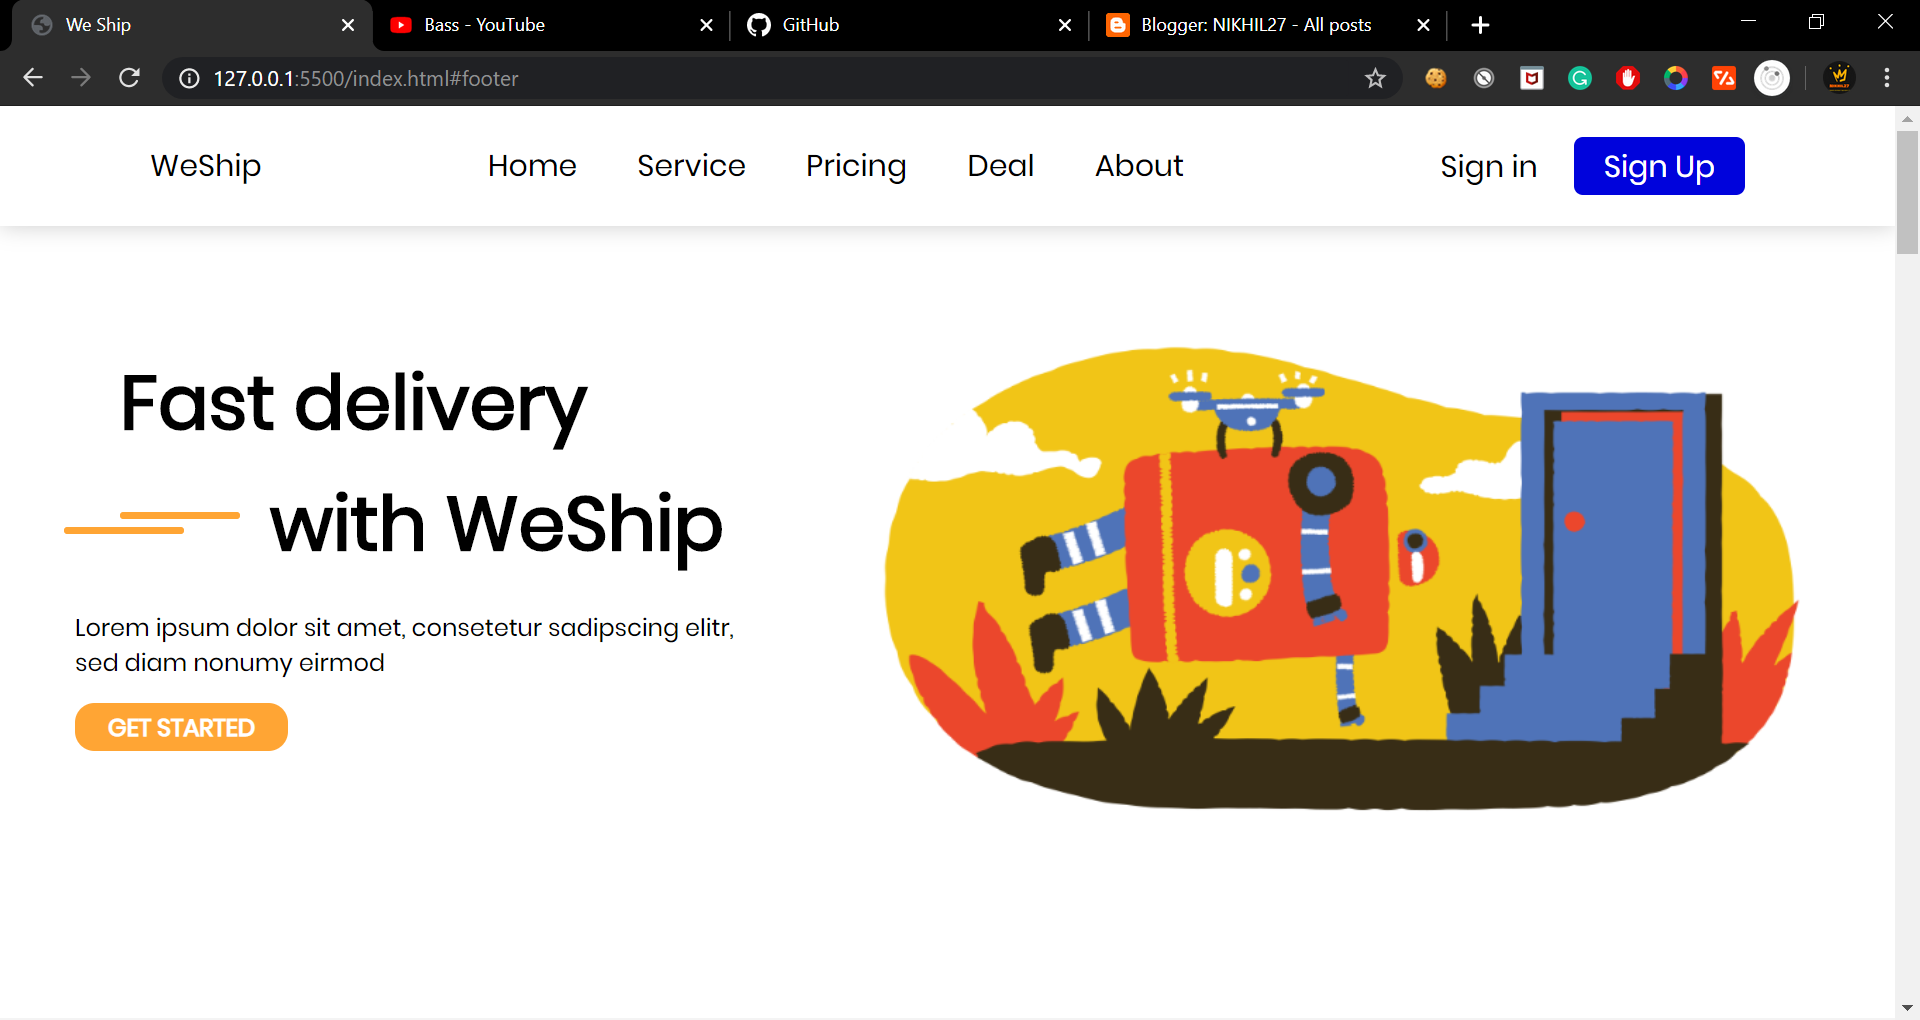 We Ship
Bass - YouTube
GitHub
Blogger: NIKHIL27 - All posts
127.0.0.1:5500/index.html#footer
WeShip
Home
Service
Pricing
Deal
About
Sign in
Sign Up
Fast delivery
with WeShip
Lorem ipsum dolor sit amet, consetetur sadipscing elitr,
sed diam nonumy eirmod
GET STARTED